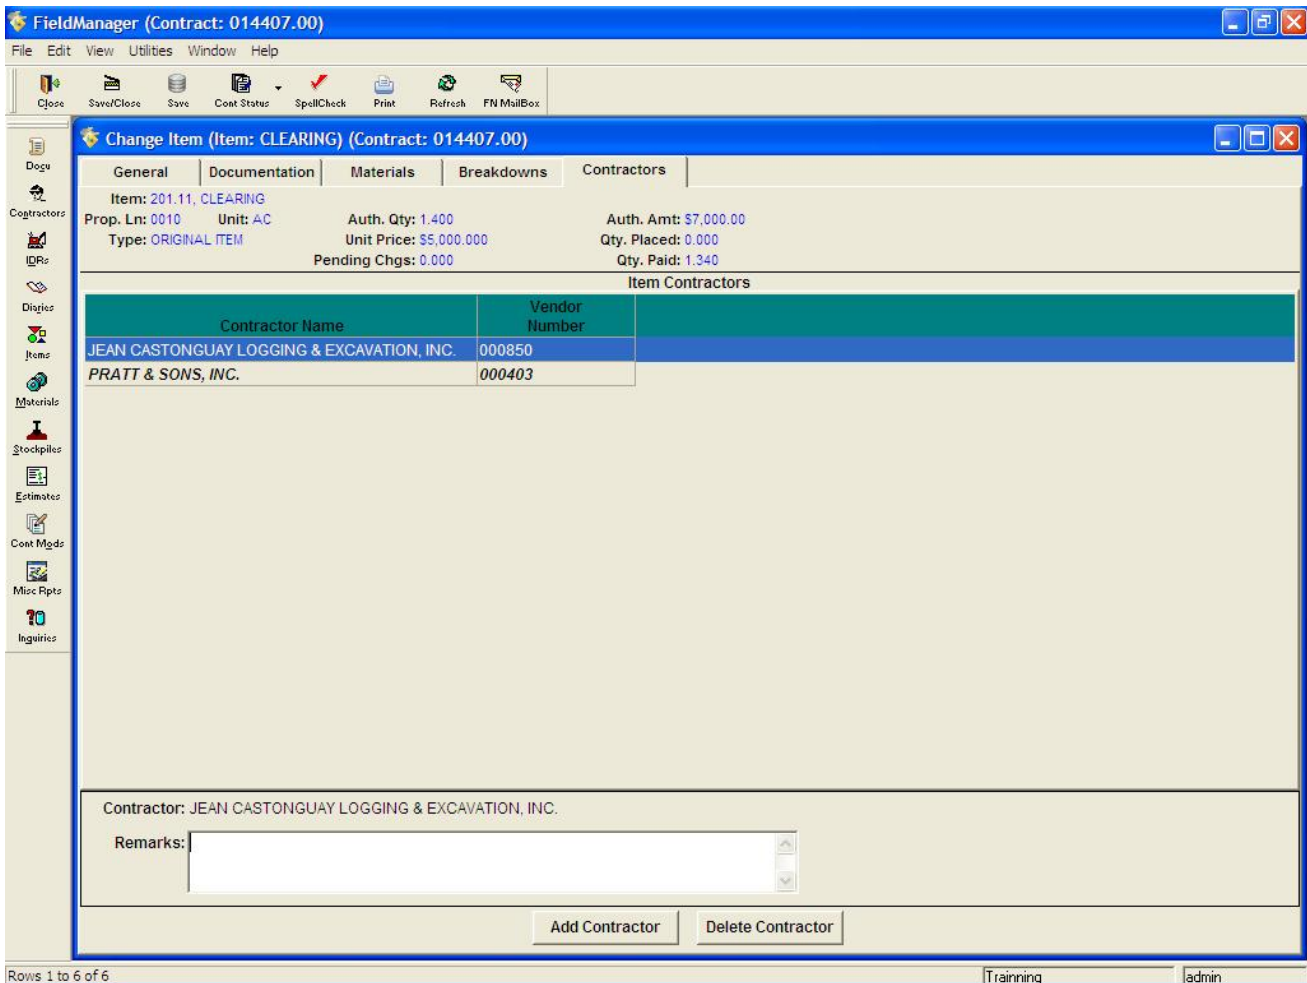 FieldManager (Contract: 014407.00)
File Edit View Utilities Window Help
Close Save/Close Save Cont Status SpellCheck Print Refresh FN MailBox
Docu
Contractors
IDRs
Diaries
Items
Materials
Stockpiles
Estimates
Cont Mods
Misc Rpts
Inquiries
Change Item (Item: CLEARING) (Contract: 014407.00)
General Documentation Materials Breakdowns Contractors
Item: 201.11, CLEARING
Prop. Ln: 0010 Unit: AC Auth. Qty: 1.400 Auth. Amt: $7,000.00
Type: ORIGINAL ITEM Unit Price: $5,000.000 Qty. Placed: 0.000
Pending Chgs: 0.000 Qty. Paid: 1.340
Item Contractors
Contractor Name Vendor Number
JEAN CASTONGUAY LOGGING & EXCAVATION, INC. 000850
PRATT & SONS, INC. 000403
Contractor: JEAN CASTONGUAY LOGGING & EXCAVATION, INC.
Remarks:
Add Contractor Delete Contractor
Rows 1 to 6 of 6 Trainning admin